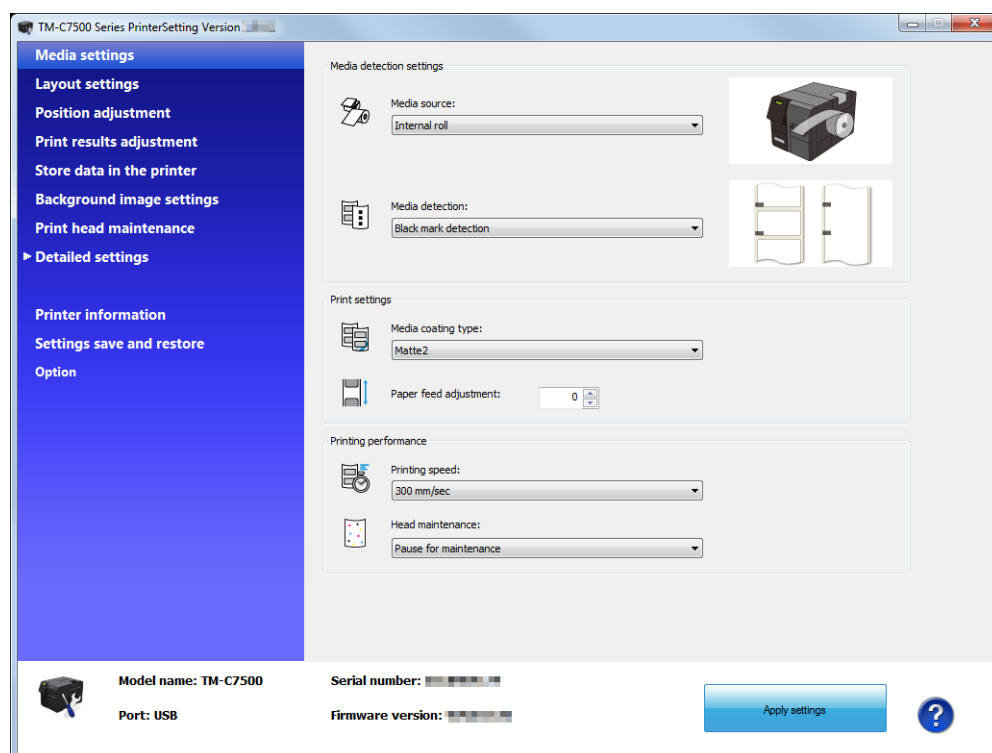 TM-C7500 Series PrinterSetting Version
Media settings
Layout settings
Position adjustment
Print results adjustment
Store data in the printer
Background image settings
Print head maintenance
Detailed settings
Printer information
Settings save and restore
Option
Media detection settings
Media source:
Internal roll
Media detection:
Black mark detection
Print settings
Media coating type:
Matte2
Paper feed adjustment:
0
Printing performance
Printing speed:
300 mm/sec
Head maintenance:
Pause for maintenance
Model name: TM-C7500
Serial number:
Port: USB
Firmware version:
Apply settings
?